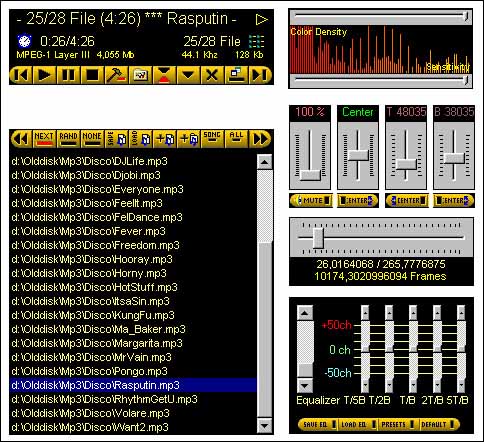 - 25/28 File (4:26) *** Rasputin -
0:26/4:26 25/28 File
MPEG-1 Layer III 4,055 Mb 44.1 Khz 128 Kb
NEXT RAND NONE SAVE LOAD SONG ALL
d:\Olddisk\Mp3\Disco\DJLife.mp3
d:\Olddisk\Mp3\Disco\Djobi.mp3
d:\Olddisk\Mp3\Disco\Everyone.mp3
d:\Olddisk\Mp3\Disco\FeelIt.mp3
d:\Olddisk\Mp3\Disco\FelDance.mp3
d:\Olddisk\Mp3\Disco\Fever.mp3
d:\Olddisk\Mp3\Disco\Freedom.mp3
d:\Olddisk\Mp3\Disco\Hooray.mp3
d:\Olddisk\Mp3\Disco\Horny.mp3
d:\Olddisk\Mp3\Disco\HotStuff.mp3
d:\Olddisk\Mp3\Disco\ItsaSin.mp3
d:\Olddisk\Mp3\Disco\KungFu.mp3
d:\Olddisk\Mp3\Disco\Ma_Baker.mp3
d:\Olddisk\Mp3\Disco\Margarita.mp3
d:\Olddisk\Mp3\Disco\MrVain.mp3
d:\Olddisk\Mp3\Disco\Pongo.mp3
d:\Olddisk\Mp3\Disco\Rasputin.mp3
d:\Olddisk\Mp3\Disco\RhythmGetU.mp3
d:\Olddisk\Mp3\Disco\Volare.mp3
d:\Olddisk\Mp3\Disco\Want2.mp3
Color Density
Sensitivity
100 % Center T 48035 B 38035
MUTE CENTER CENTER CENTER
26,0164068 / 265,7776875
10174,3020996094 Frames
+50ch
0 ch
-50ch
Equalizer T/5B T/2B T/B 2T/B 5T/B
SAVE EQ. LOAD EQ. PRESETS DEFAULT